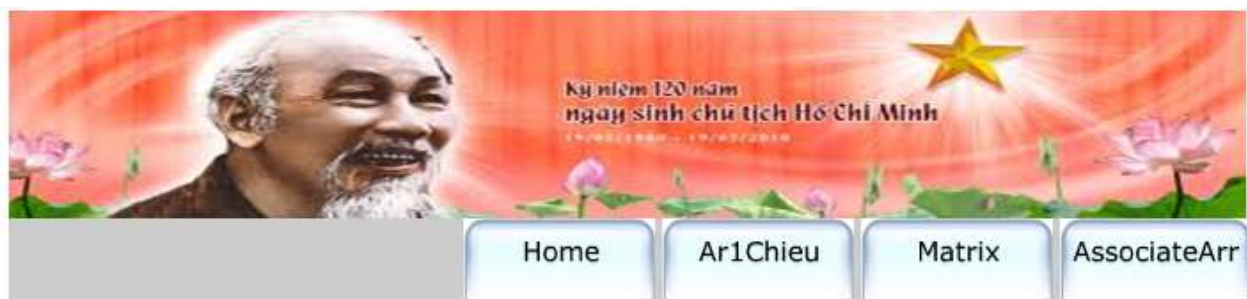 Kỷ niệm 120 năm
ngày sinh chủ tịch Hồ Chí Minh
Home
Ar1Chieu
Matrix
AssociateArr